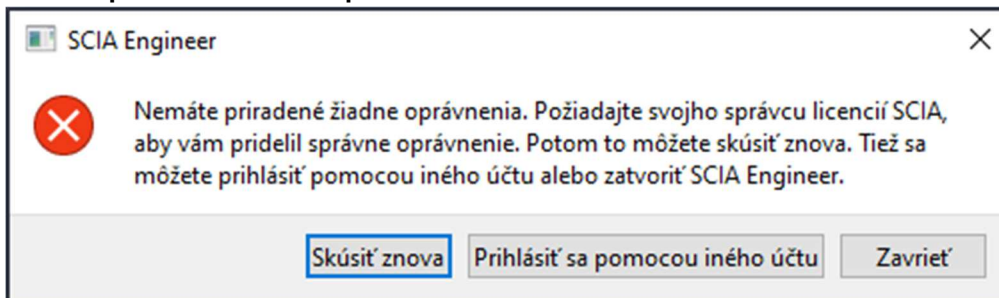 SCIA Engineer
Nemáte priradené žiadne oprávnenia. Požiadajte svojho správcu licencií SCIA,
aby vám pridelil správne oprávnenie. Potom to môžete skúsiť znova. Tiež sa
môžete prihlásiť pomocou iného účtu alebo zatvoriť SCIA Engineer.
Skúsiť znova Prihlásiť sa pomocou iného účtu Zavrieť